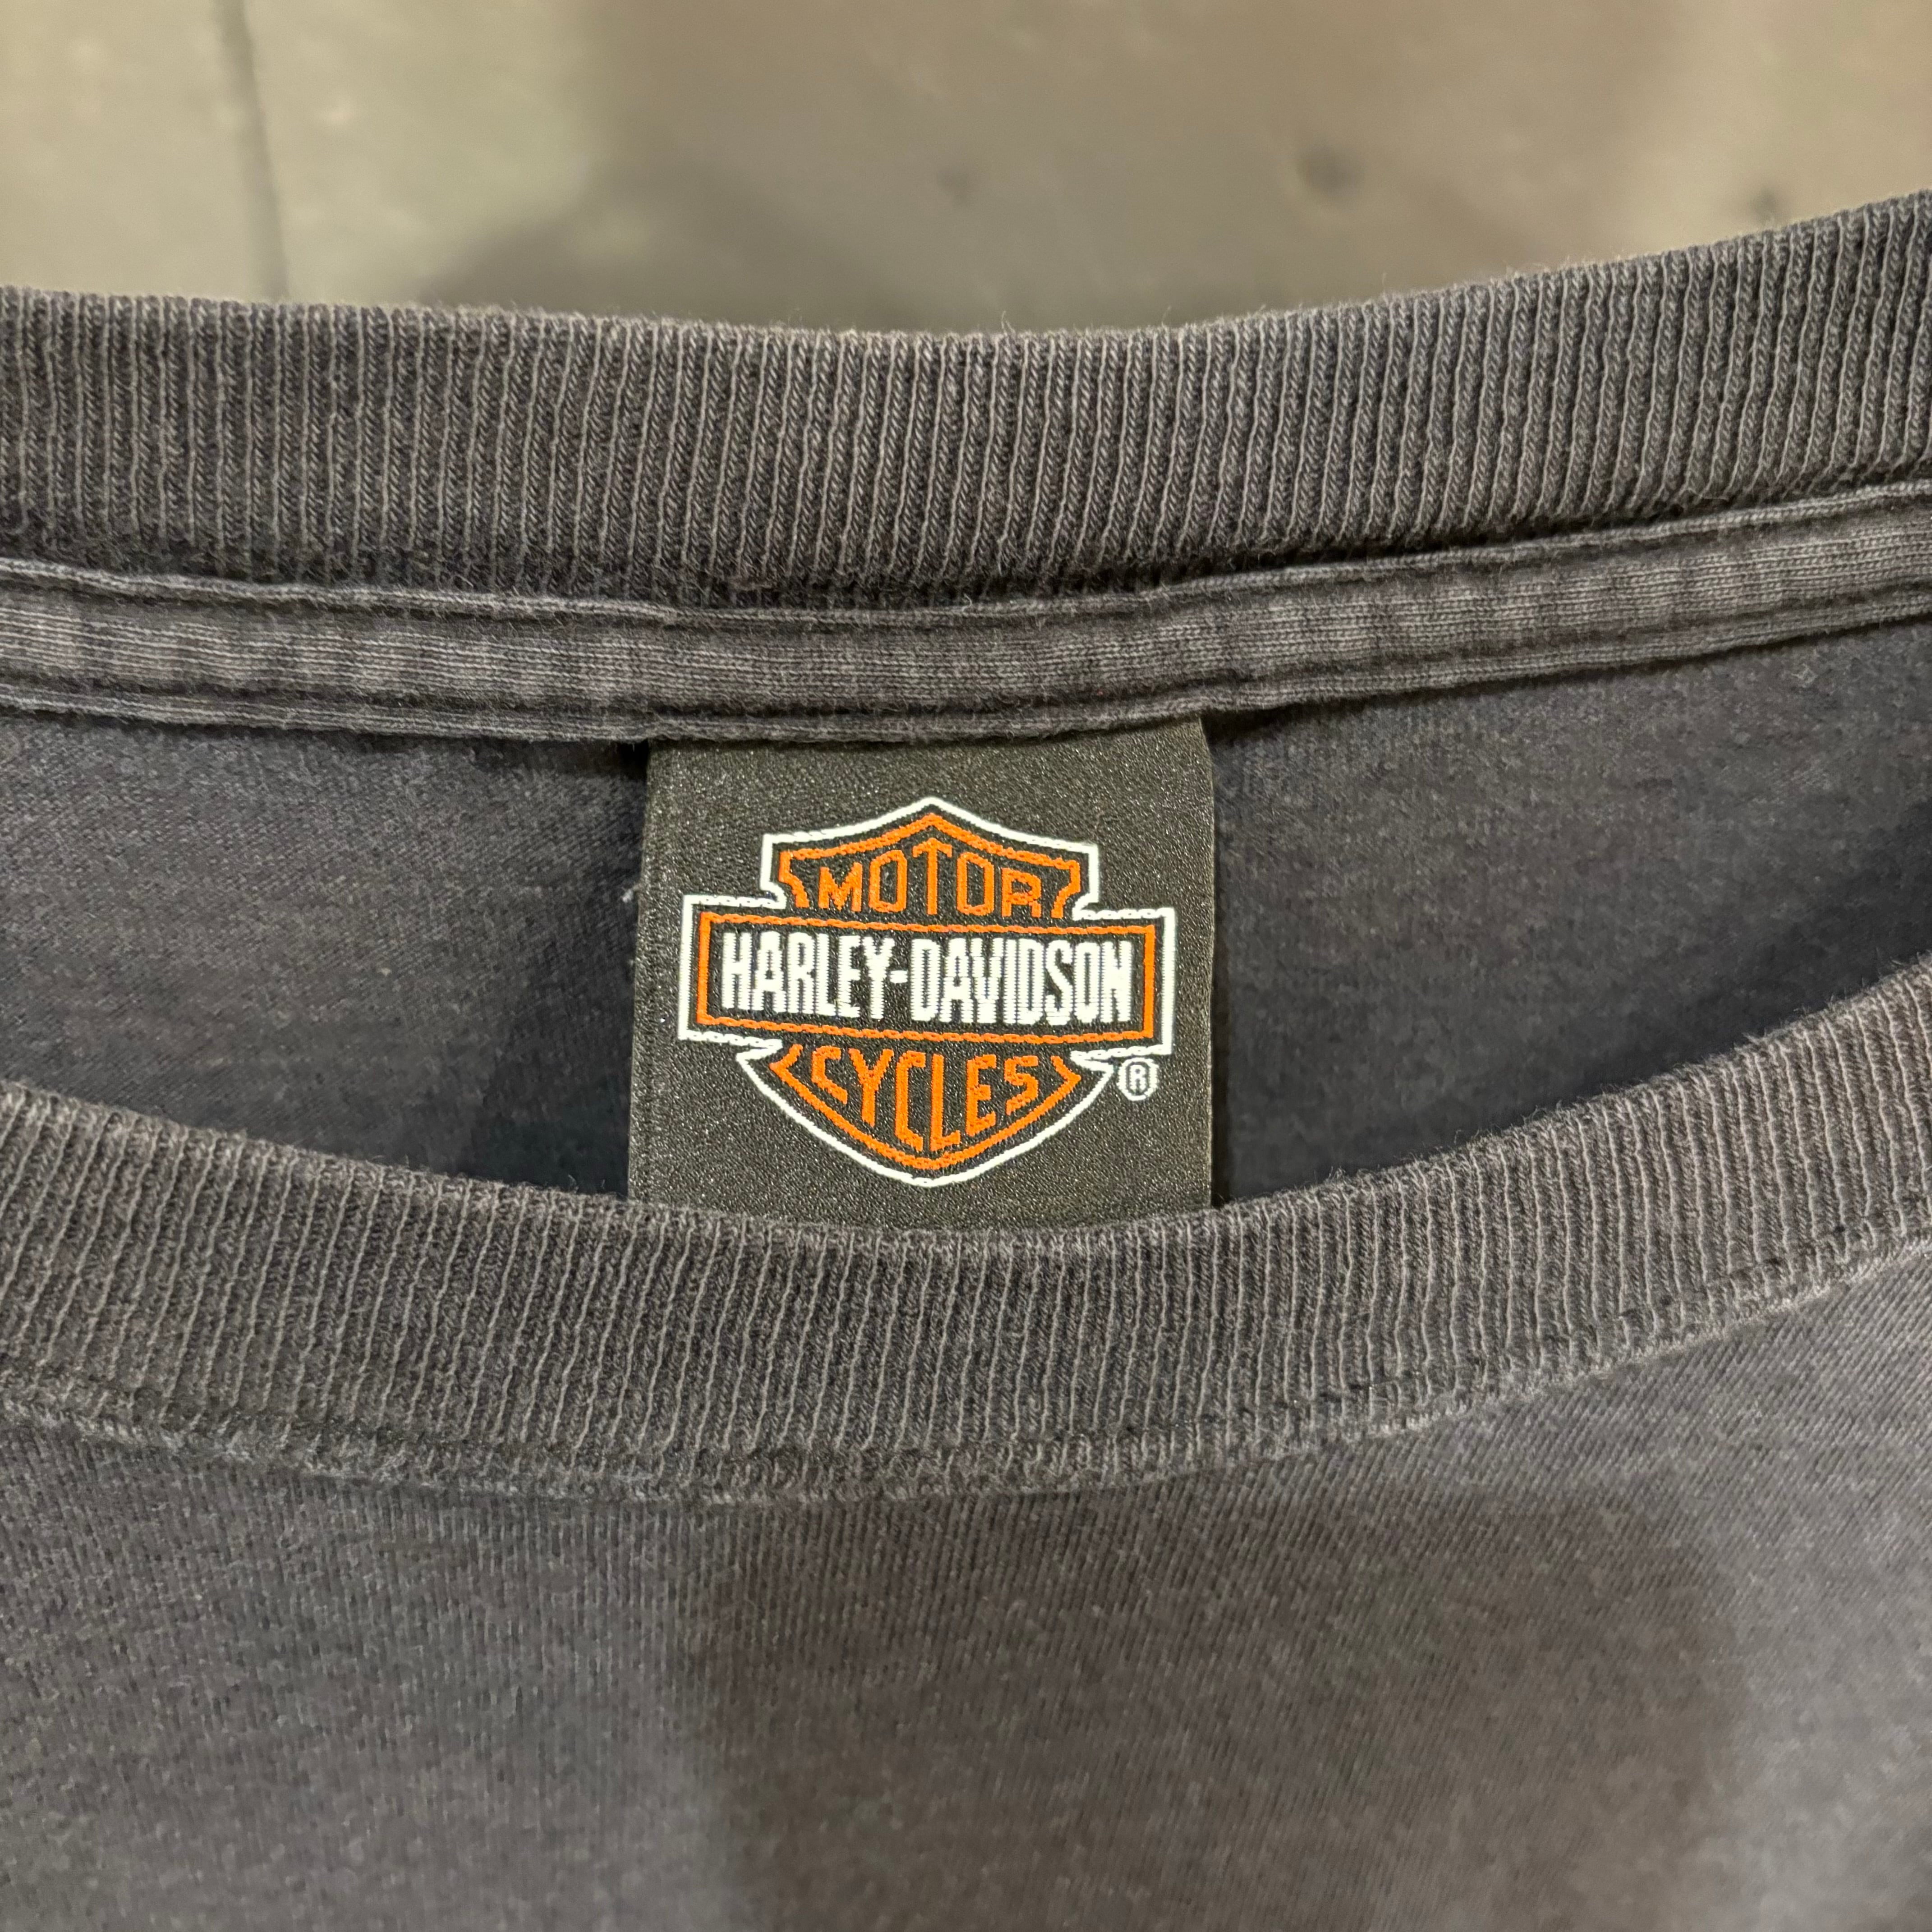 MOTOR
HARLEY-DAVIDSON
CYCLES
®